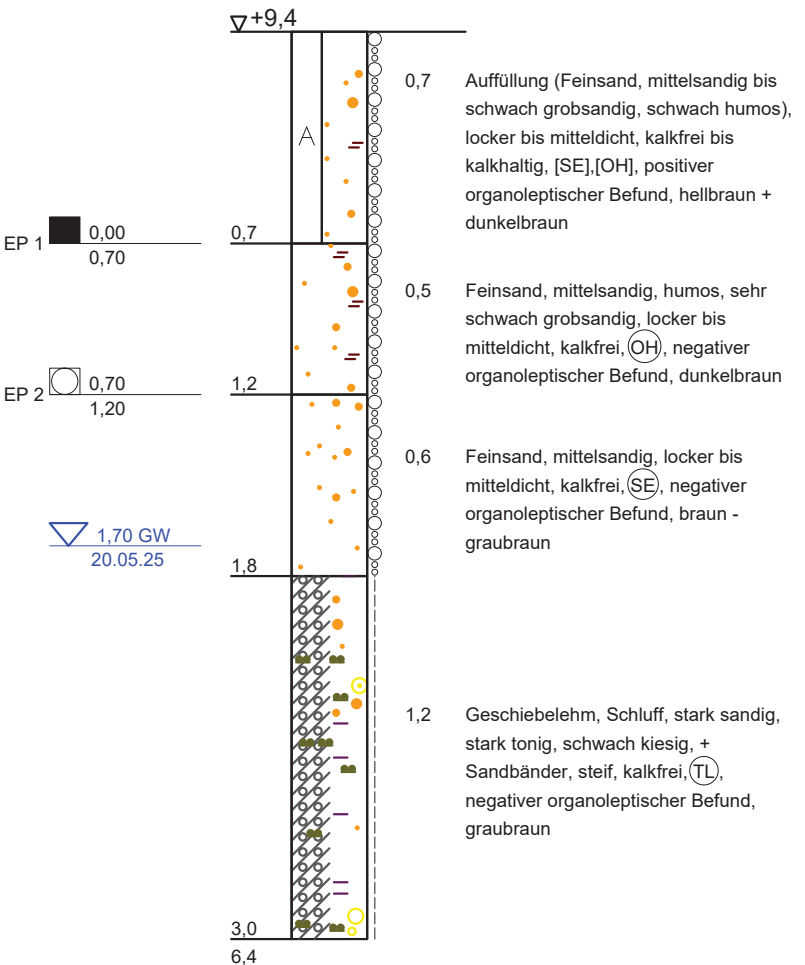 +9,4
A
0,7 Auffüllung (Feinsand, mittelsandig bis
schwach grobsandig, schwach humos),
locker bis mitteldicht, kalkfrei bis
kalkhaltig, [SE],[OH], positiver
organoleptischer Befund, hellbraun +
dunkelbraun
EP 1 0,00
0,70
0,7
0,5 Feinsand, mittelsandig, humos, sehr
schwach grobsandig, locker bis
mitteldicht, kalkfrei, OH, negativer
organoleptischer Befund, dunkelbraun
EP 2 0,70
1,20
1,2
0,6 Feinsand, mittelsandig, locker bis
mitteldicht, kalkfrei, SE, negativer
organoleptischer Befund, braun -
graubraun
1,70 GW
20.05.25
1,8
1,2 Geschiebelehm, Schluff, stark sandig,
stark tonig, schwach kiesig, +
Sandbänder, steif, kalkfrei, TL,
negativer organoleptischer Befund,
graubraun
3,0
6,4